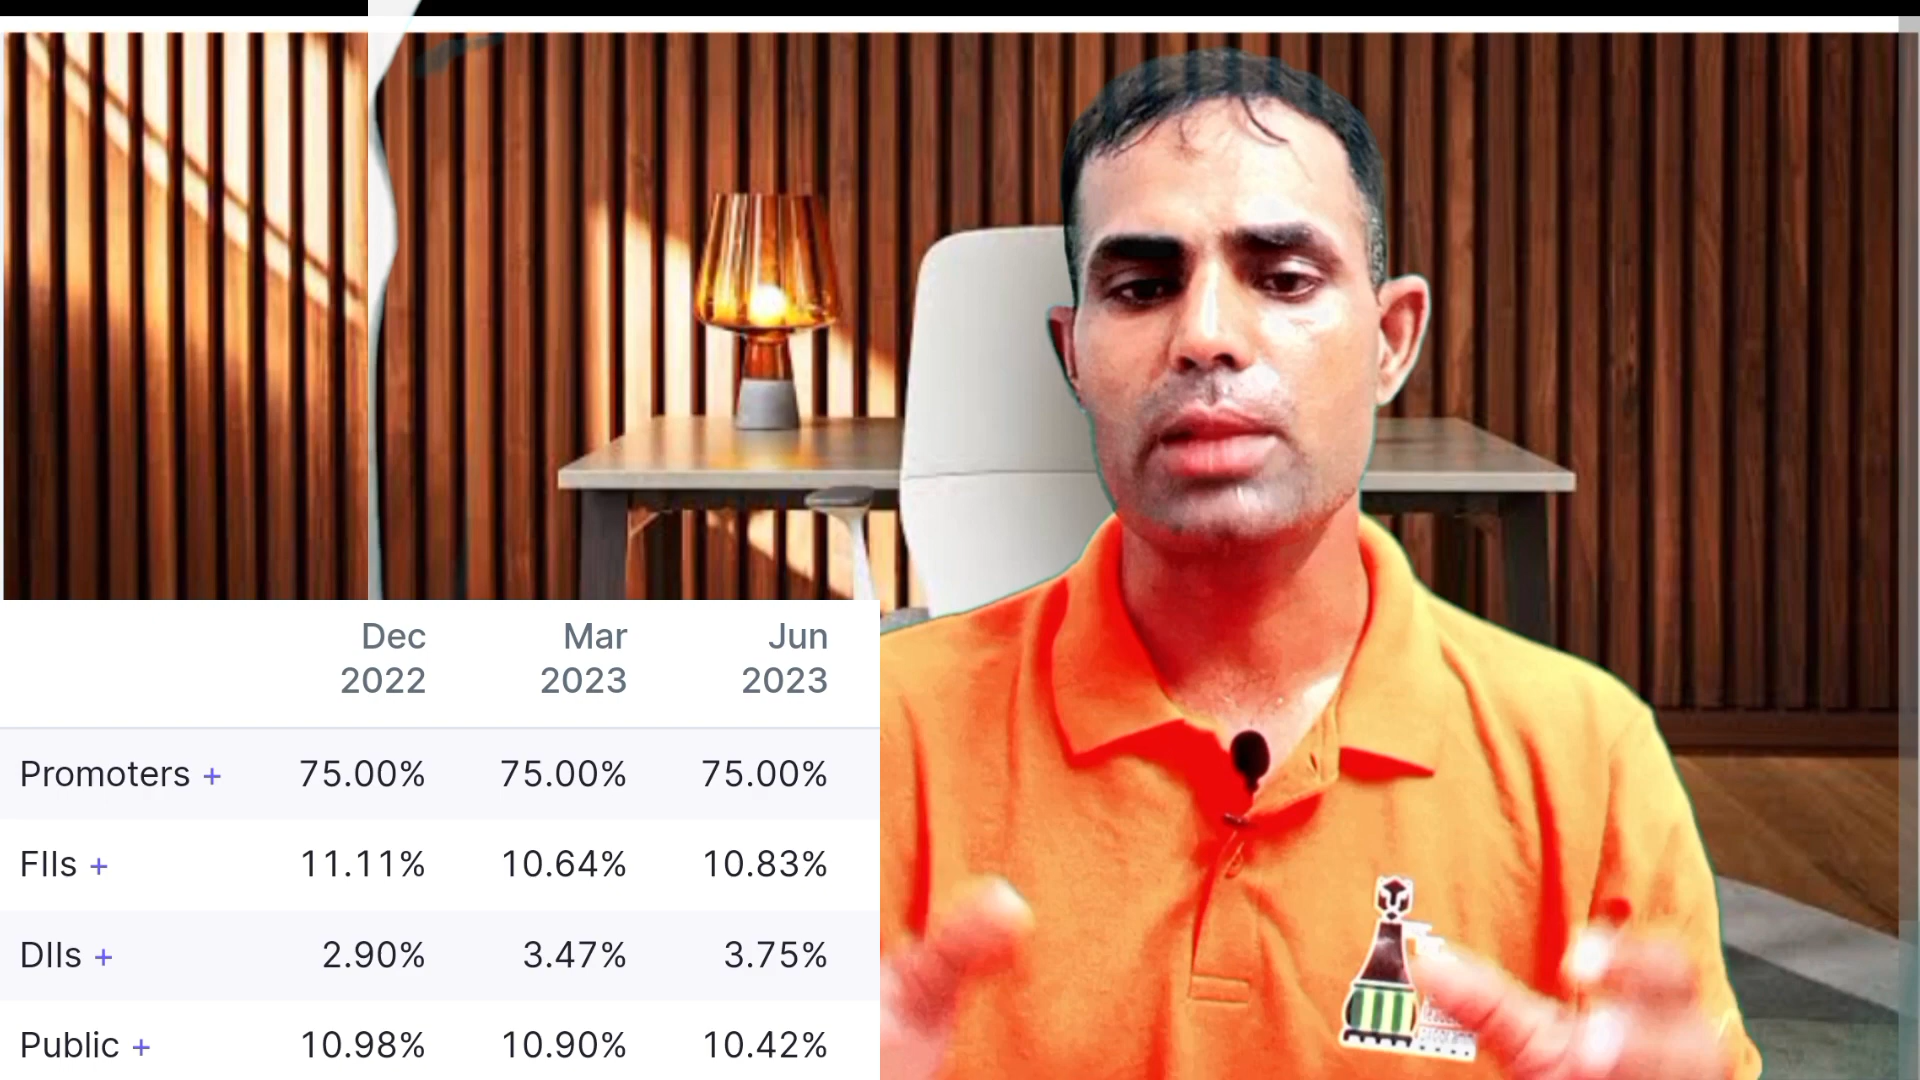 Dec Mar Jun
2022 2023 2023
Promoters + 75.00% 75.00% 75.00%
FIIs + 11.11% 10.64% 10.83%
DIIs + 2.90% 3.47% 3.75%
Public + 10.98% 10.90% 10.42%